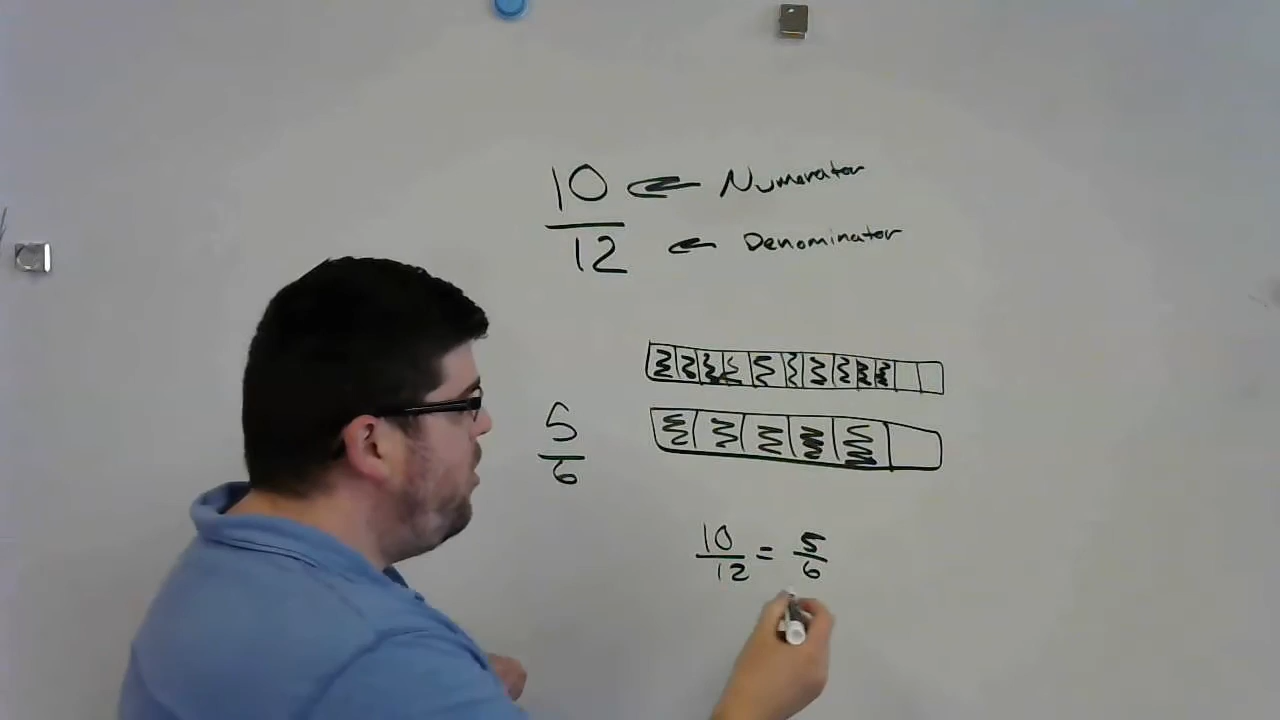 10 ← Numerator
12 ← Denominator
5
6
10 = 5
12 6